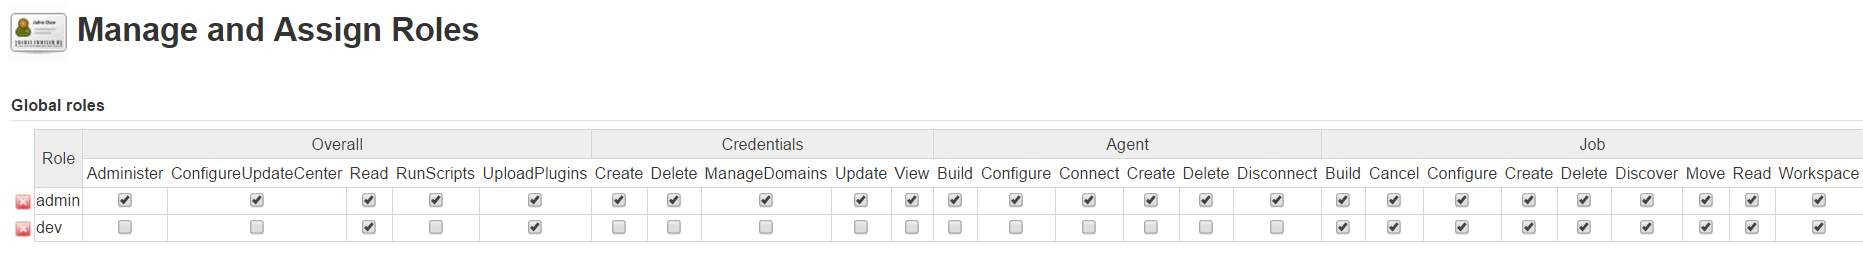 Manage and Assign Roles
Global roles
Role Overall Credentials Agent Job
Administer ConfigureUpdateCenter Read RunScripts UploadPlugins Create Delete ManageDomains Update View Build Configure Connect Create Delete Disconnect Build Cancel Configure Create Delete Discover Move Read Workspace
admin
dev